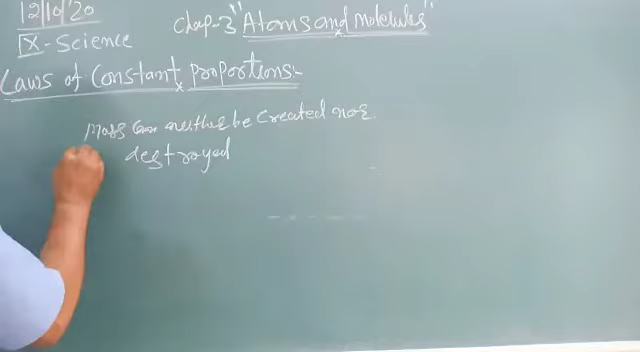 12/10/20
IX - Science
Chap-3 "Atoms and Molecules"
Laws of Constant Proportions:-
Mass can neither be created nor
destroyed